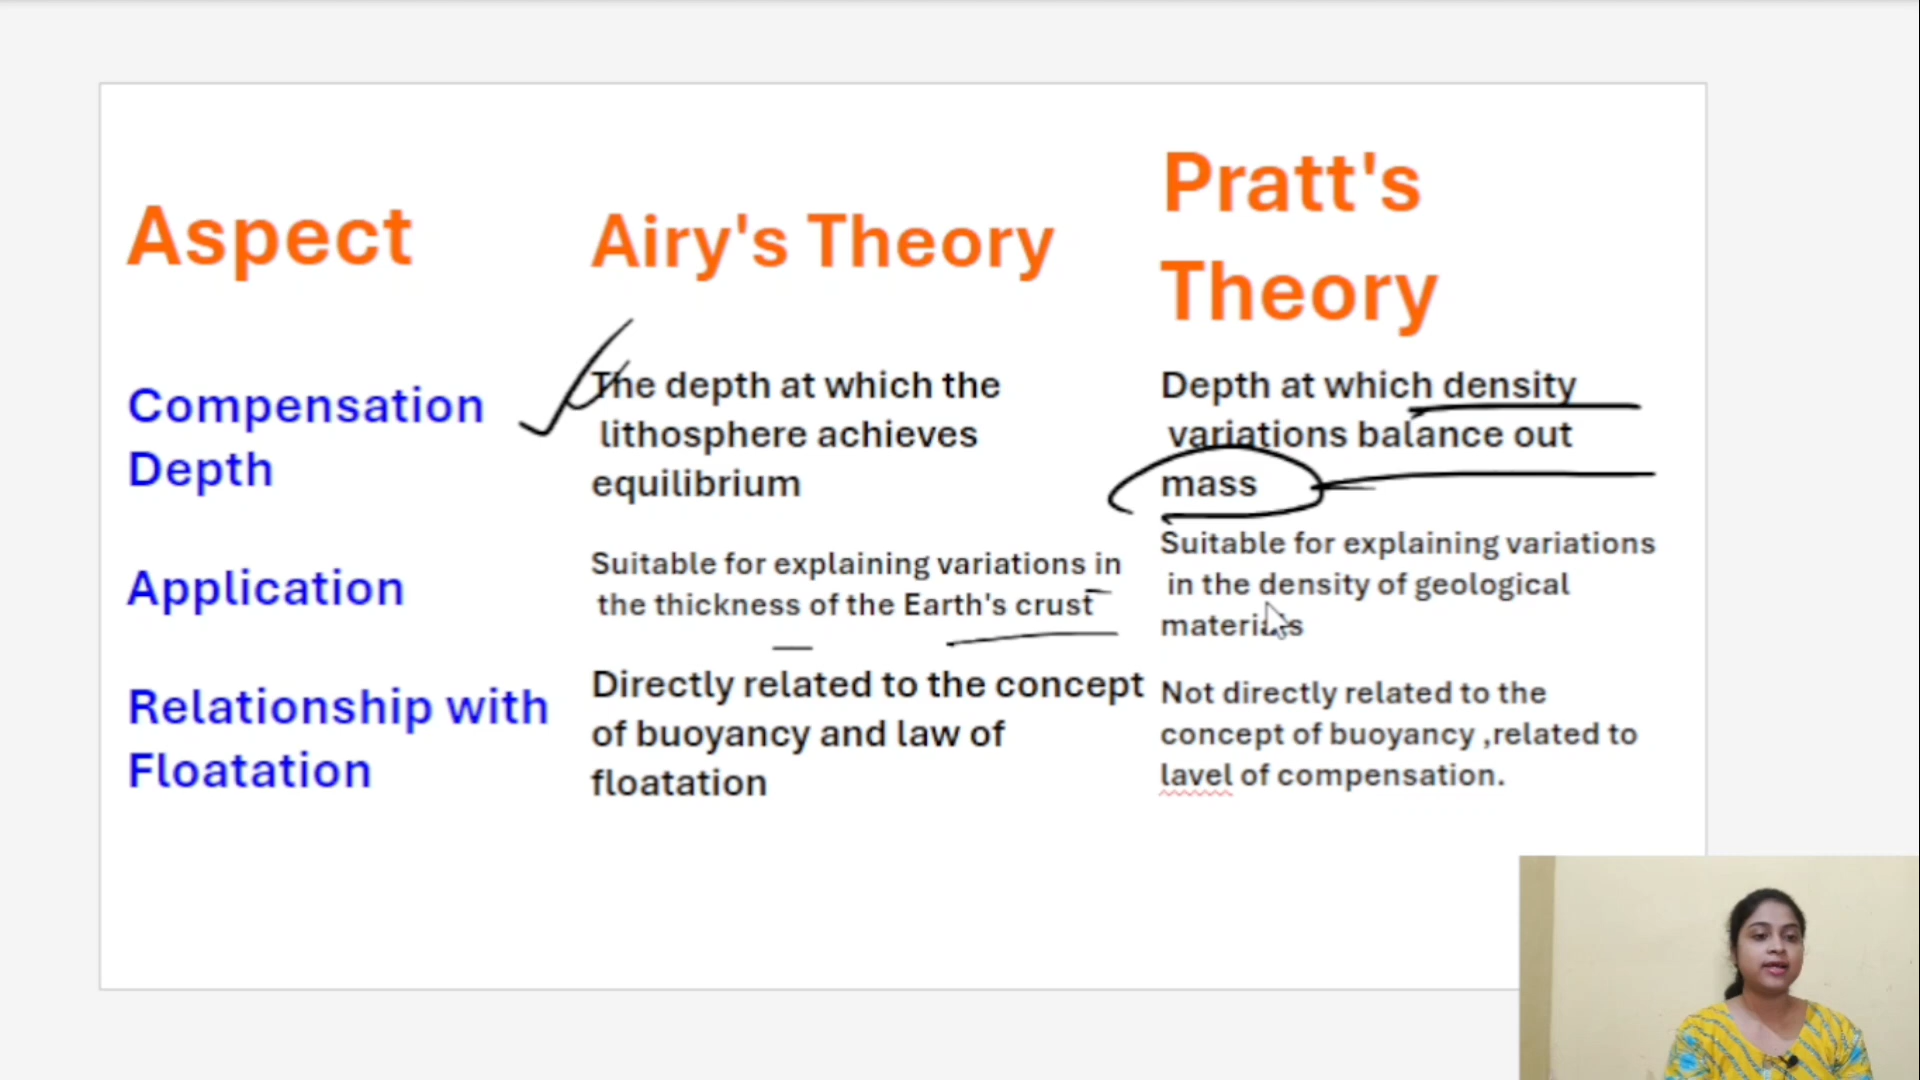 Aspect
Airy's Theory
Pratt's
Theory
Compensation
Depth
The depth at which the
lithosphere achieves
equilibrium
Depth at which density
variations balance out
mass
Application
Suitable for explaining variations in
the thickness of the Earth's crust
Suitable for explaining variations
in the density of geological
materials
Relationship with
Floatation
Directly related to the concept
of buoyancy and law of
floatation
Not directly related to the
concept of buoyancy ,related to
lavel of compensation.